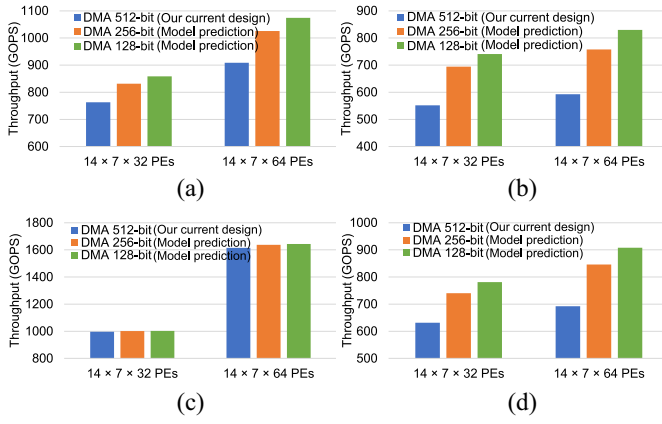 Throughput (GOPS)
1100
1000
900
800
700
600
DMA 512-bit (Our current design)
DMA 256-bit (Model prediction)
DMA 128-bit (Model prediction)
14 × 7 × 32 PEs
14 × 7 × 64 PEs
(a)
Throughput (GOPS)
900
800
700
600
500
400
DMA 512-bit (Our current design)
DMA 256-bit (Model prediction)
DMA 128-bit (Model prediction)
14 × 7 × 32 PEs
14 × 7 × 64 PEs
(b)
Throughput (GOPS)
1800
1600
1400
1200
1000
800
DMA 512-bit (Our current design)
DMA 256-bit (Model prediction)
DMA 128-bit (Model prediction)
14 × 7 × 32 PEs
14 × 7 × 64 PEs
(c)
Throughput (GOPS)
1000
900
800
700
600
500
DMA 512-bit (Our current design)
DMA 256-bit (Model prediction)
DMA 128-bit (Model prediction)
14 × 7 × 32 PEs
14 × 7 × 64 PEs
(d)